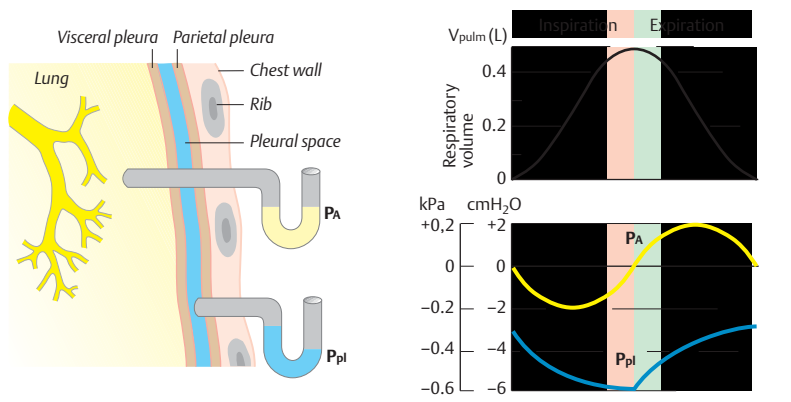 Visceral pleura Parietal pleura
Lung
Chest wall
Rib
Pleural space
PA
Ppl
Inspiration Expiration
Vpulm (L)
Respiratory
volume
0.4
0.2
0
kPa cmH2O
+0,2 +2
0 0
−0.2 −2
−0.4 −4
−0.6 −6
PA
Ppl